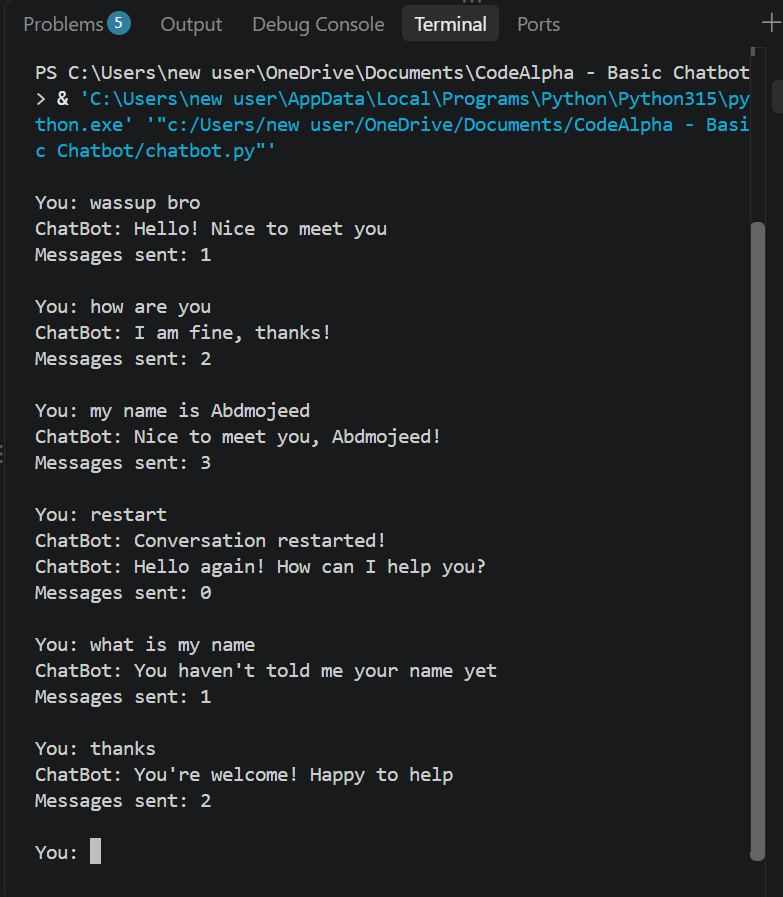 Problems 5 Output Debug Console Terminal Ports
PS C:\Users\new user\OneDrive\Documents\CodeAlpha - Basic Chatbot
> & 'C:\Users\new user\AppData\Local\Programs\Python\Python315\py
thon.exe' '"c:/Users/new user/OneDrive/Documents/CodeAlpha - Basi
c Chatbot/chatbot.py"'
You: wassup bro
ChatBot: Hello! Nice to meet you
Messages sent: 1
You: how are you
ChatBot: I am fine, thanks!
Messages sent: 2
You: my name is Abdmojeed
ChatBot: Nice to meet you, Abdmojeed!
Messages sent: 3
You: restart
ChatBot: Conversation restarted!
ChatBot: Hello again! How can I help you?
Messages sent: 0
You: what is my name
ChatBot: You haven't told me your name yet
Messages sent: 1
You: thanks
ChatBot: You're welcome! Happy to help
Messages sent: 2
You: